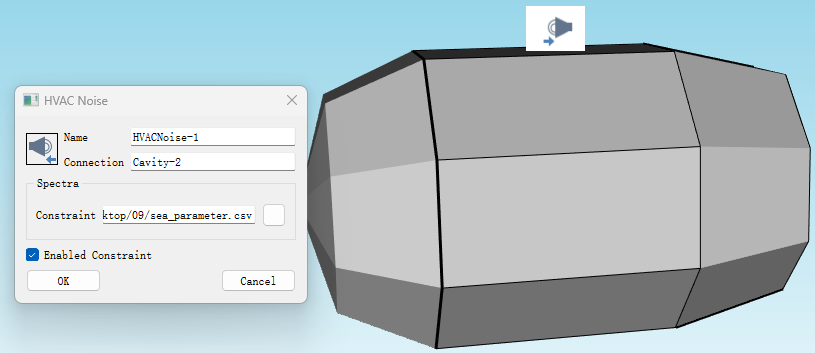 HVAC Noise
Name HVACNoise-1
Connection Cavity-2
Spectra
Constraint ktop/09/sea_parameter.csv
Enabled Constraint
OK Cancel